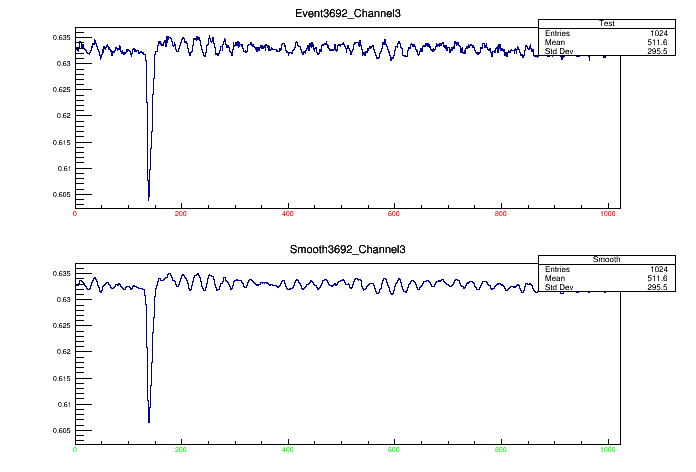 Event3692_Channel3
Test
Entries 1024
Mean 511.6
Std Dev 295.5
0.635
0.63
0.625
0.62
0.615
0.61
0.605
0 200 400 600 800 1000
Smooth3692_Channel3
Smooth
Entries 1024
Mean 511.6
Std Dev 295.5
0.635
0.63
0.625
0.62
0.615
0.61
0.605
0 200 400 600 800 1000